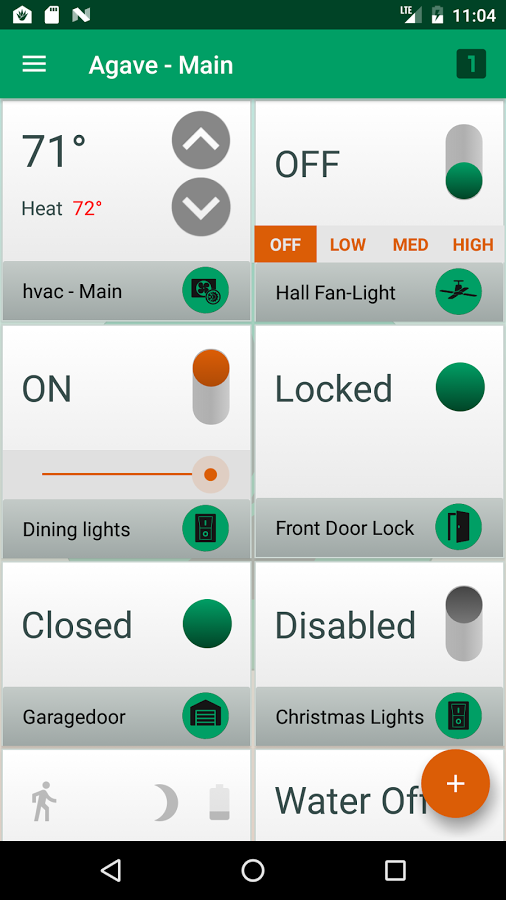 LTE 11:04
Agave - Main 1
71°
Heat 72°
hvac - Main
OFF
OFF LOW MED HIGH
Hall Fan-Light
ON
Dining lights
Locked
Front Door Lock
Closed
Garagedoor
Disabled
Christmas Lights
Water Off
+